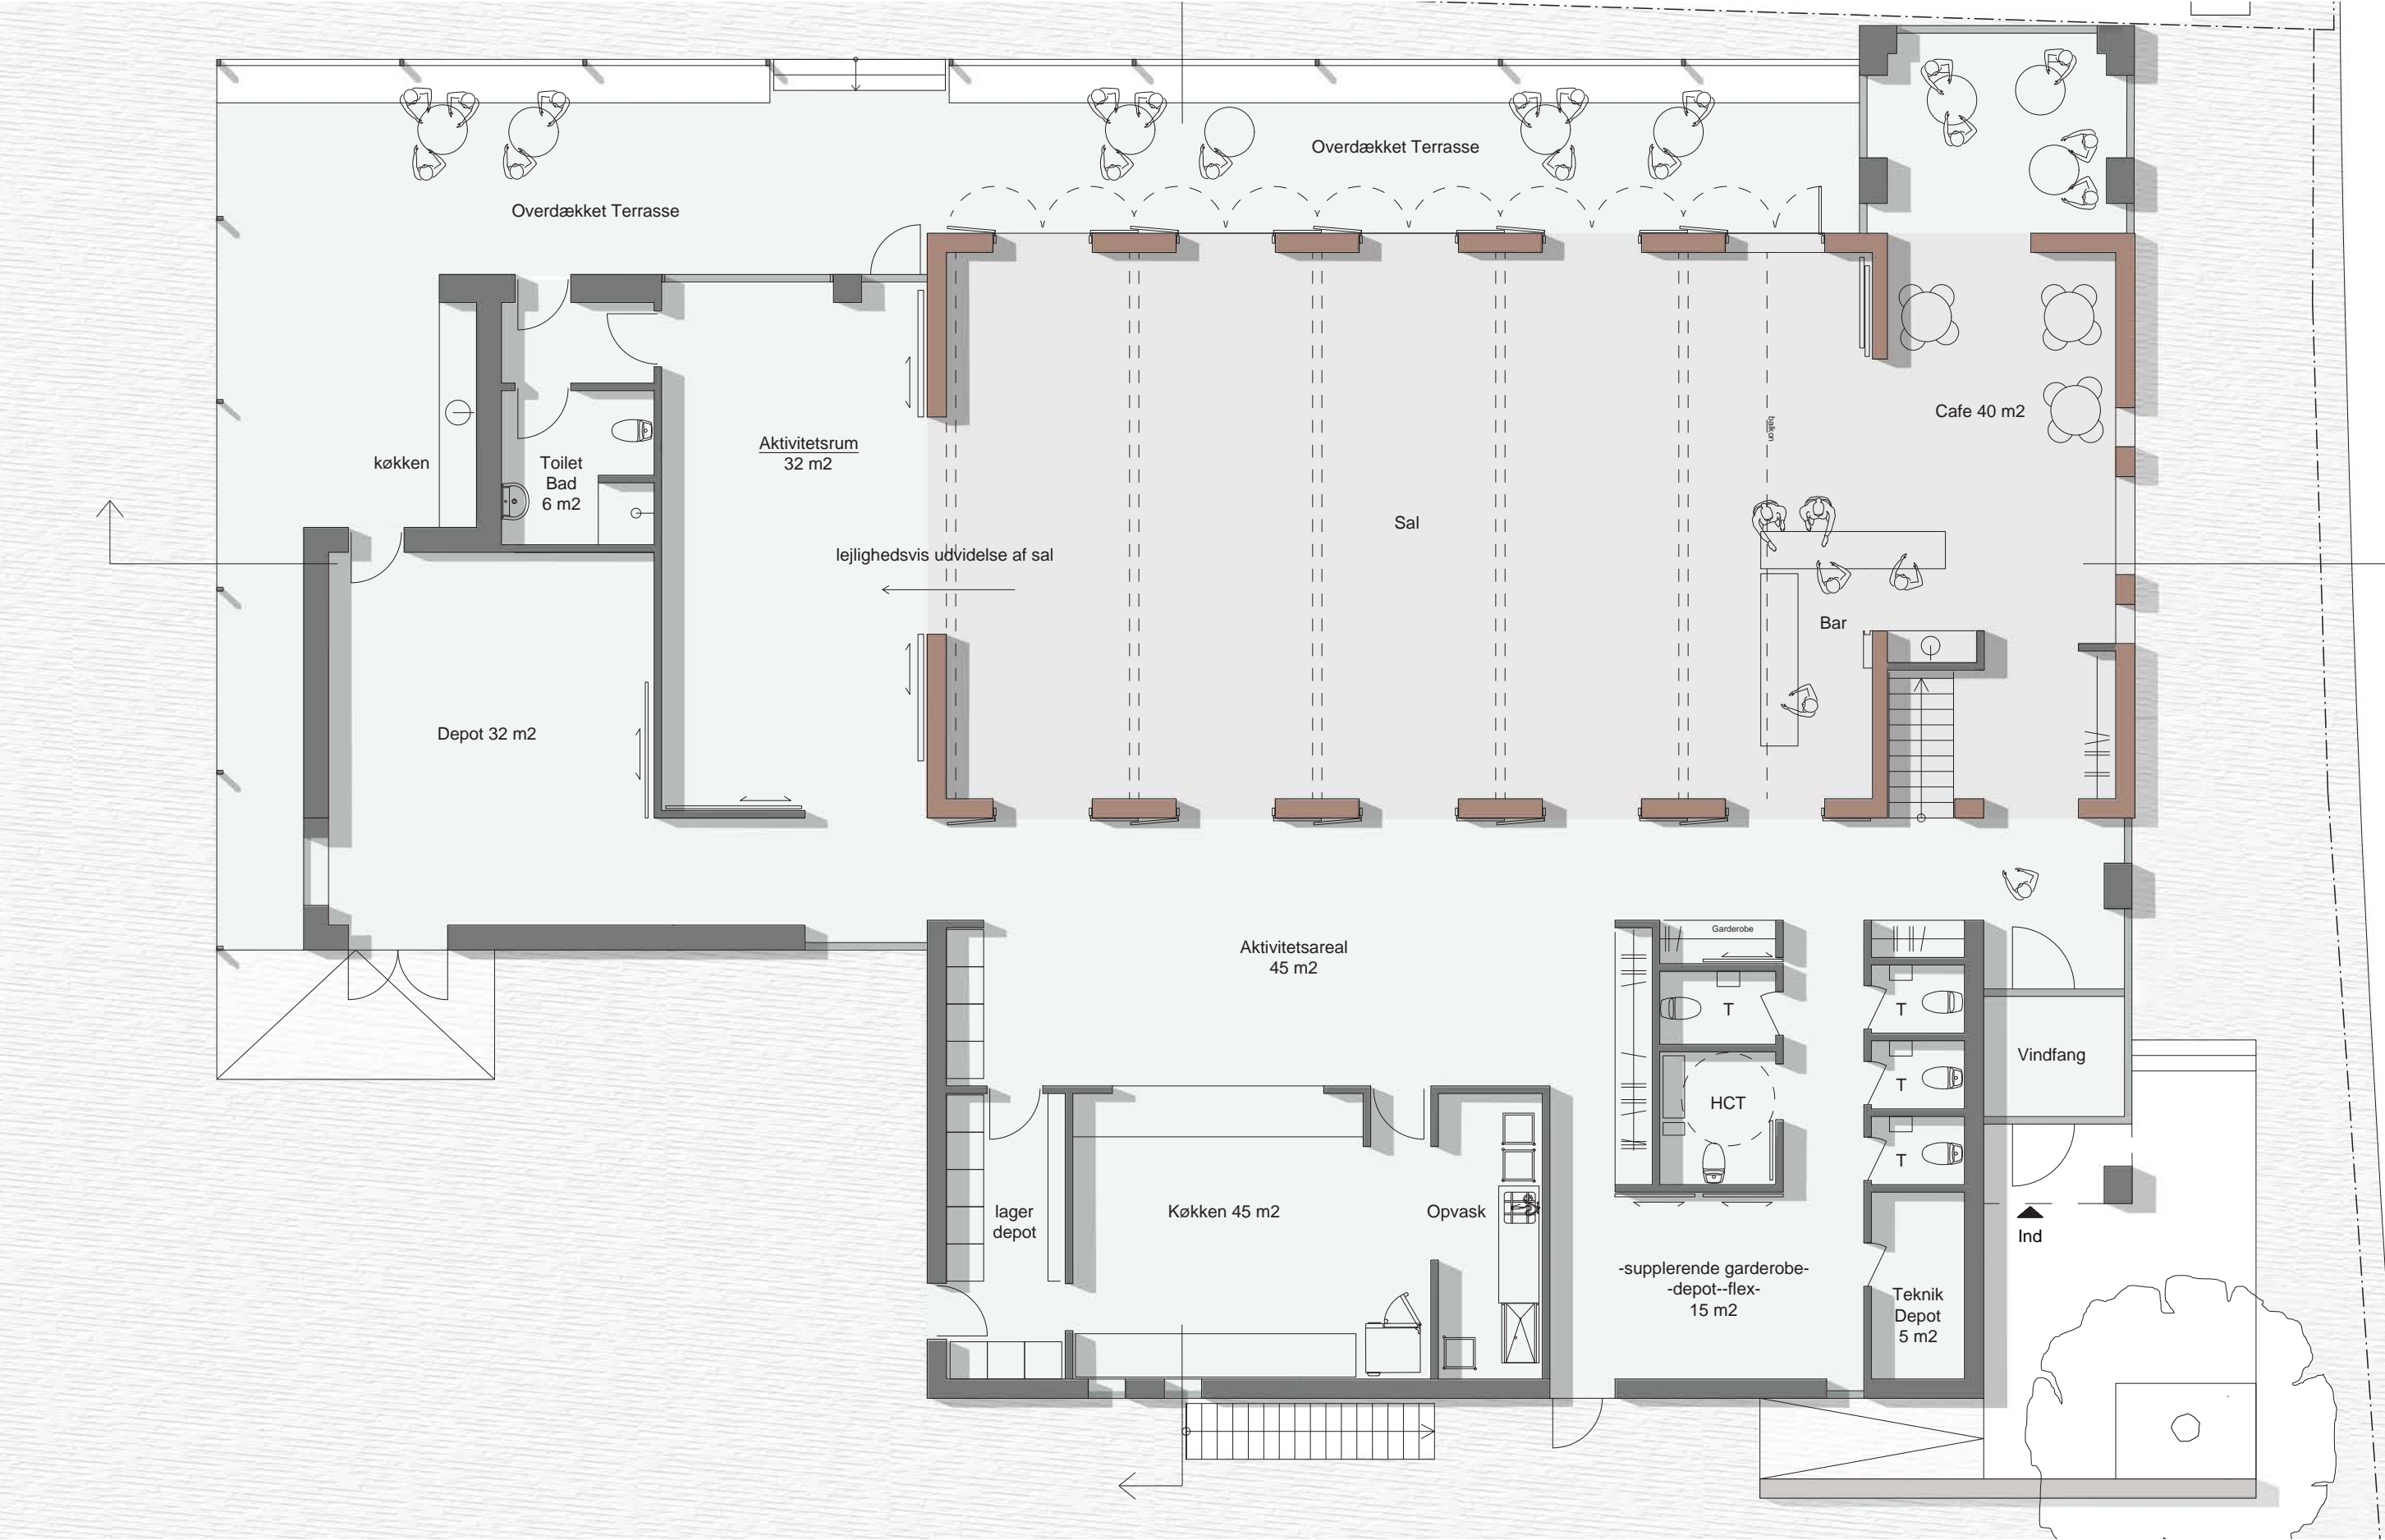 Overdækket Terrasse
Overdækket Terrasse
køkken
Toilet
Bad
6 m2
Aktivitetsrum
32 m2
lejlighedsvis udvidelse af sal
Sal
balkon
Cafe 40 m2
Bar
Depot 32 m2
Aktivitetsareal
45 m2
Garderobe
T
T
T
T
HCT
Vindfang
Ind
lager
depot
Køkken 45 m2
Opvask
-supplerende garderobe-
-depot--flex-
15 m2
Teknik
Depot
5 m2